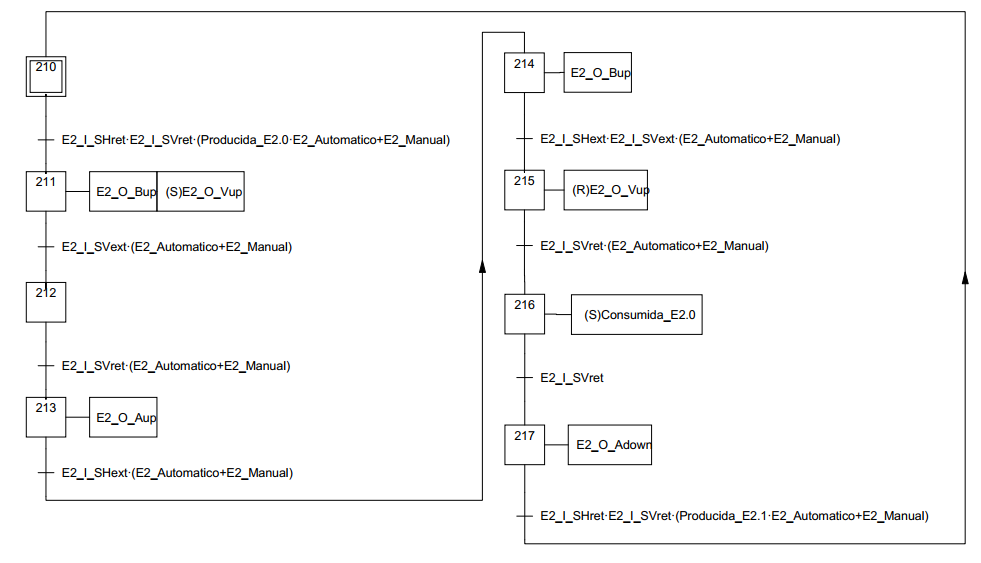 210
E2_I_SHret·E2_I_SVret·(Producida_E2.0·E2_Automatico+E2_Manual)
211
E2_O_Bup
(S)E2_O_Vup
E2_I_SVext·(E2_Automatico+E2_Manual)
212
E2_I_SVret·(E2_Automatico+E2_Manual)
213
E2_O_Aup
E2_I_SHext·(E2_Automatico+E2_Manual)
214
E2_O_Bup
E2_I_SHext·E2_I_SVext·(E2_Automatico+E2_Manual)
215
(R)E2_O_Vup
E2_I_SVret·(E2_Automatico+E2_Manual)
216
(S)Consumida_E2.0
E2_I_SVret
217
E2_O_Adown
E2_I_SHret·E2_I_SVret·(Producida_E2.1·E2_Automatico+E2_Manual)